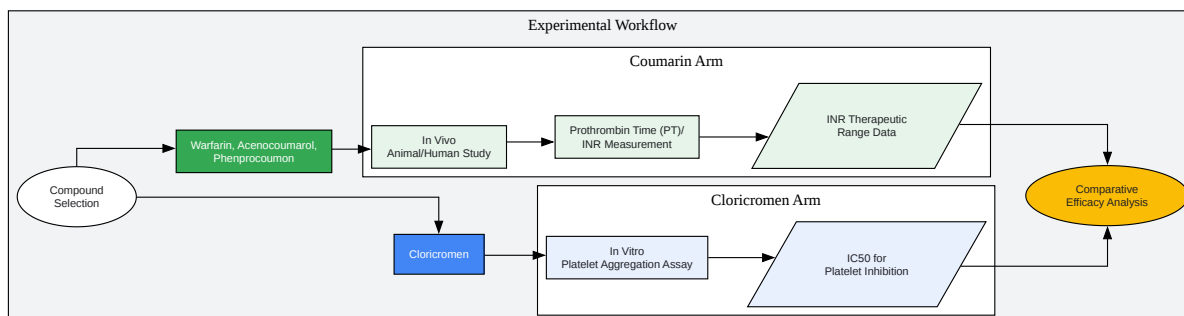 Experimental Workflow
Coumarin Arm
Compound
Selection
Warfarin, Acenocoumarol,
Phenprocoumon
In Vivo
Animal/Human Study
Prothrombin Time (PT)/
INR Measurement
INR Therapeutic
Range Data
Cloricromen Arm
Cloricromen
In Vitro
Platelet Aggregation Assay
IC50 for
Platelet Inhibition
Comparative
Efficacy Analysis